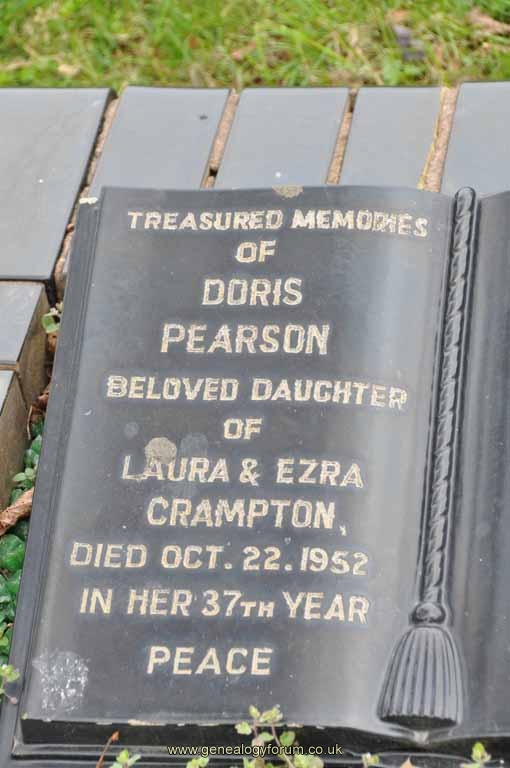 TREASURED MEMORIES
OF
DORIS
PEARSON
BELOVED DAUGHTER
OF
LAURA & EZRA
CRAMPTON,
DIED OCT. 22. 1952
IN HER 37TH YEAR
PEACE
www.genealogyforum.co.uk